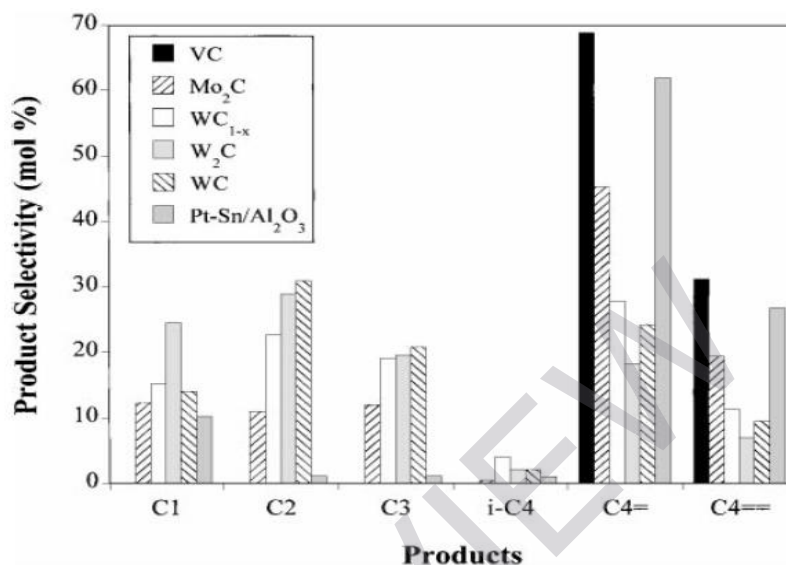 Product Selectivity (mol %)
70
60
50
40
30
20
10
0
VC
Mo₂C
WC₁₋ₓ
W₂C
WC
Pt-Sn/Al₂O₃
C1
C2
C3
i-C4
C4=
C4==
Products